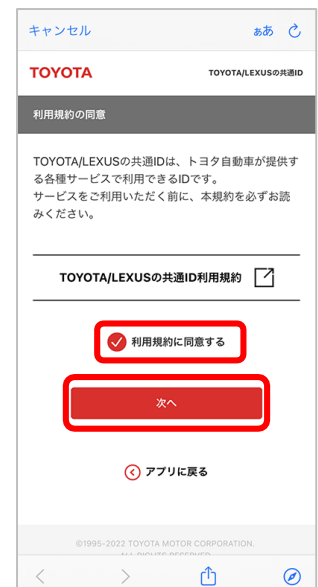 キャンセル ぁあ
TOYOTA TOYOTA/LEXUSの共通ID
利用規約の同意
TOYOTA/LEXUSの共通IDは、トヨタ自動車が提供す
る各種サービスで利用できるIDです。
サービスをご利用いただく前に、本規約を必ずお読
みください。
TOYOTA/LEXUSの共通ID利用規約
利用規約に同意する
次へ
アプリに戻る
©1995-2022 TOYOTA MOTOR CORPORATION.
ALL RIGHTS RESERVED.